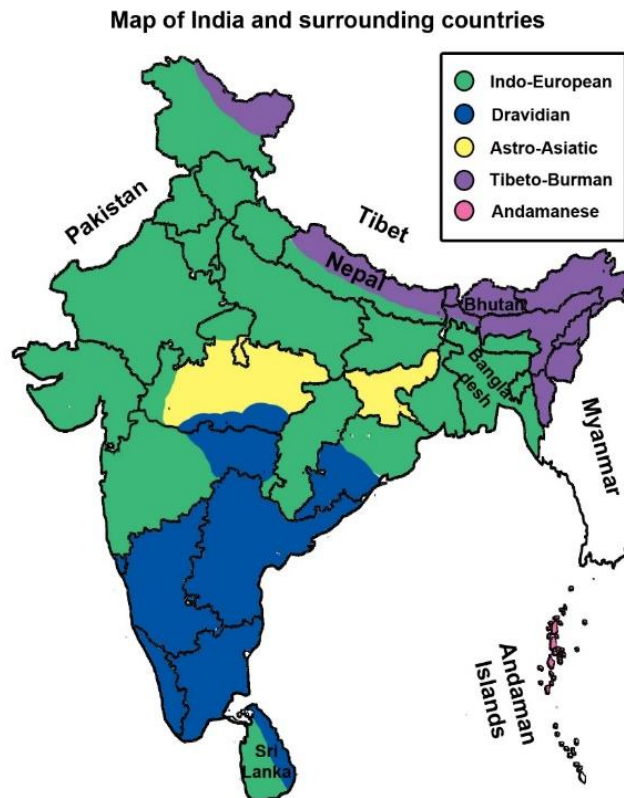 Map of India and surrounding countries
Indo-European
Dravidian
Astro-Asiatic
Tibeto-Burman
Andamanese
Pakistan
Tibet
Nepal
Bhutan
Bangla
desh
Myanmar
Andaman
Islands
Sri
Lanka